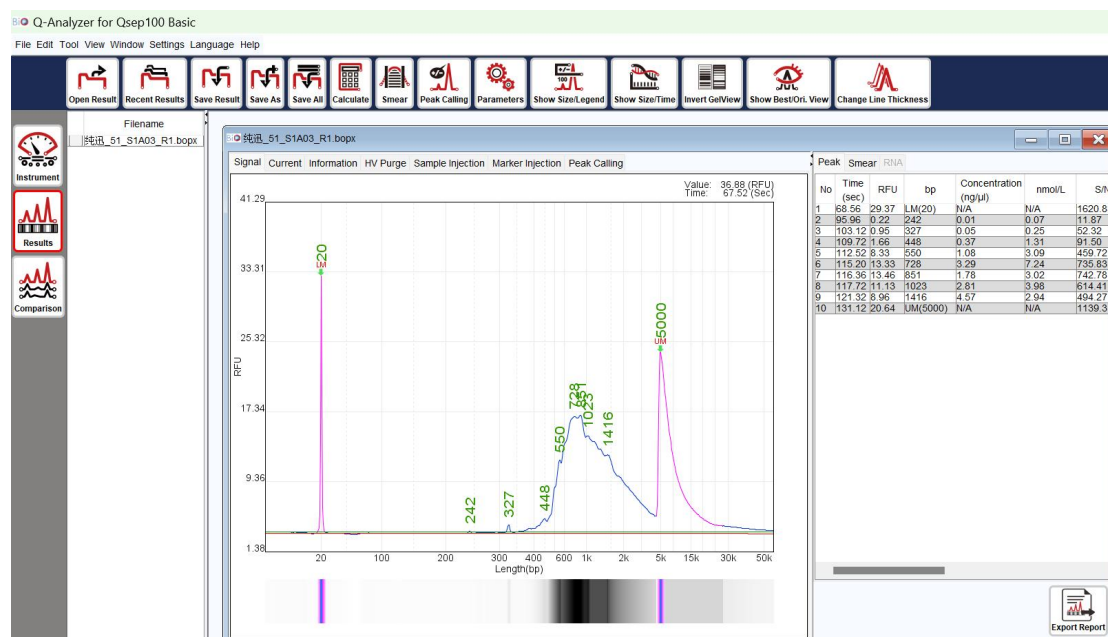 BiO Q-Analyzer for Qsep100 Basic
File Edit Tool View Window Settings Language Help
Open Result Recent Results Save Result Save As Save All Calculate Smear Peak Calling Parameters Show Size/Legend Show Size/Time Invert GelView Show Best/Ori. View Change Line Thickness
Filename
纯迅_51_S1A03_R1.bopx
Instrument
Results
Comparison
纯迅_51_S1A03_R1.bopx
Signal Current Information HV Purge Sample Injection Marker Injection Peak Calling
Value: 36.88 (RFU)
Time: 67.52 (Sec)
41.29
33.31
25.32
17.34
9.36
1.38
RFU
20
LM
242
327
448
550
728
851
1023
1416
5000
UM
20 100 200 300 400 600 1k 2k 5k 15k 30k 50k
Length(bp)
Peak Smear RNA
No Time (sec) RFU bp Concentration (ng/µl) nmol/L S/N
1 68.56 29.37 LM(20) N/A N/A 1620.8
2 95.96 0.22 242 0.01 0.07 11.87
3 103.12 0.95 327 0.05 0.25 52.32
4 109.72 1.66 448 0.37 1.31 91.50
5 112.52 8.33 550 1.08 3.09 459.72
6 115.20 13.33 728 3.29 7.24 735.83
7 116.36 13.46 851 1.78 3.02 742.78
8 117.72 11.13 1023 2.81 3.98 614.41
9 121.32 8.96 1416 4.57 2.94 494.27
10 131.12 20.64 UM(5000) N/A N/A 1139.3
Export Report